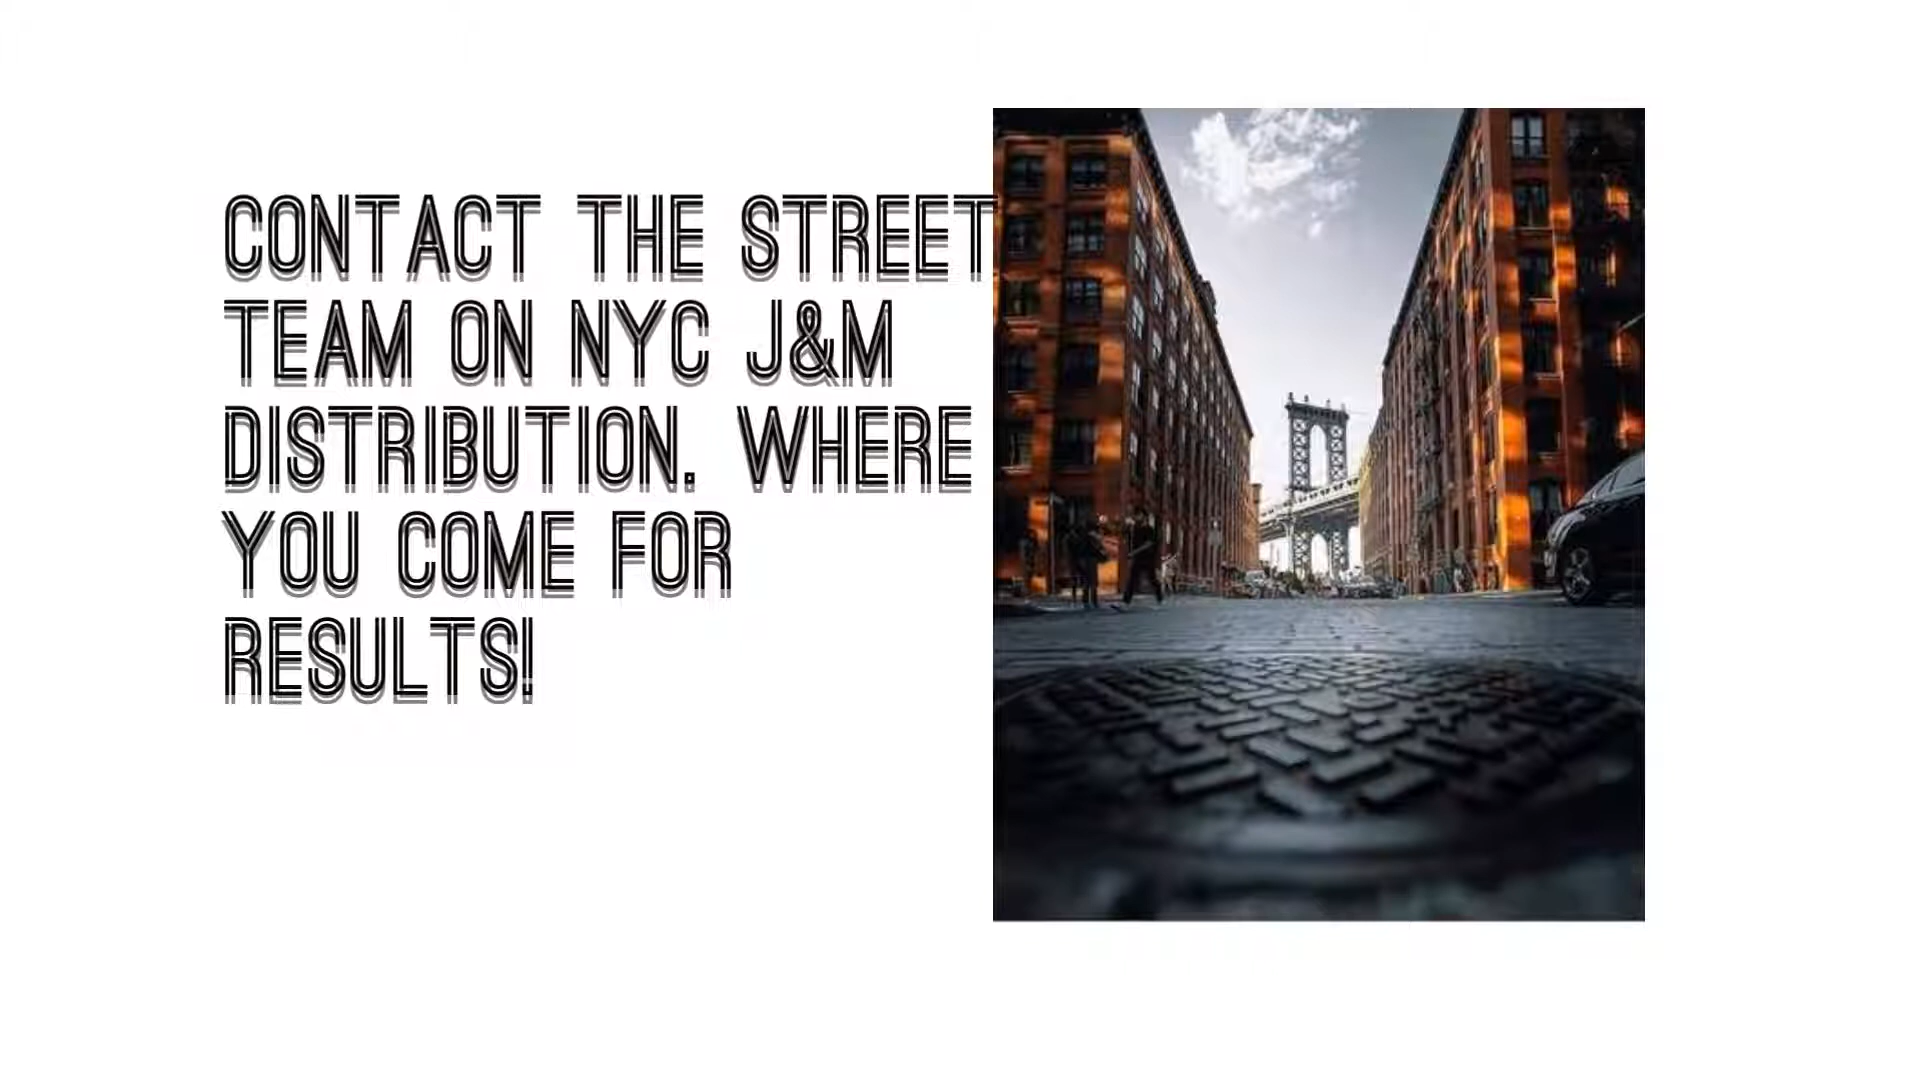 CONTACT THE STREET
TEAM ON NYC J&M
DISTRIBUTION. WHERE
YOU COME FOR
RESULTS!